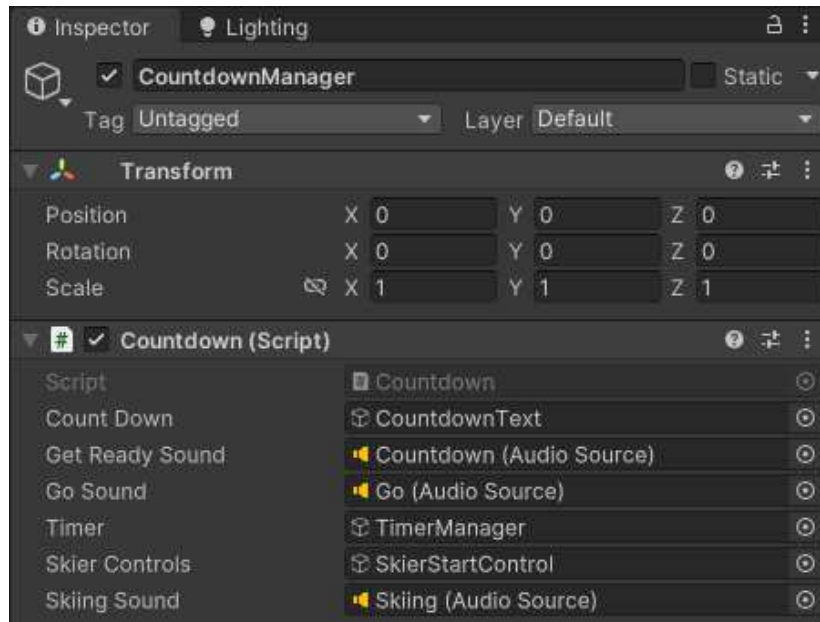 Inspector Lighting
CountdownManager Static
Tag Untagged Layer Default
Transform
Position X 0 Y 0 Z 0
Rotation X 0 Y 0 Z 0
Scale X 1 Y 1 Z 1
# Countdown (Script)
Script # Countdown
Count Down CountdownText
Get Ready Sound Countdown (Audio Source)
Go Sound Go (Audio Source)
Timer TimerManager
Skier Controls SkierStartControl
Skiing Sound Skiing (Audio Source)